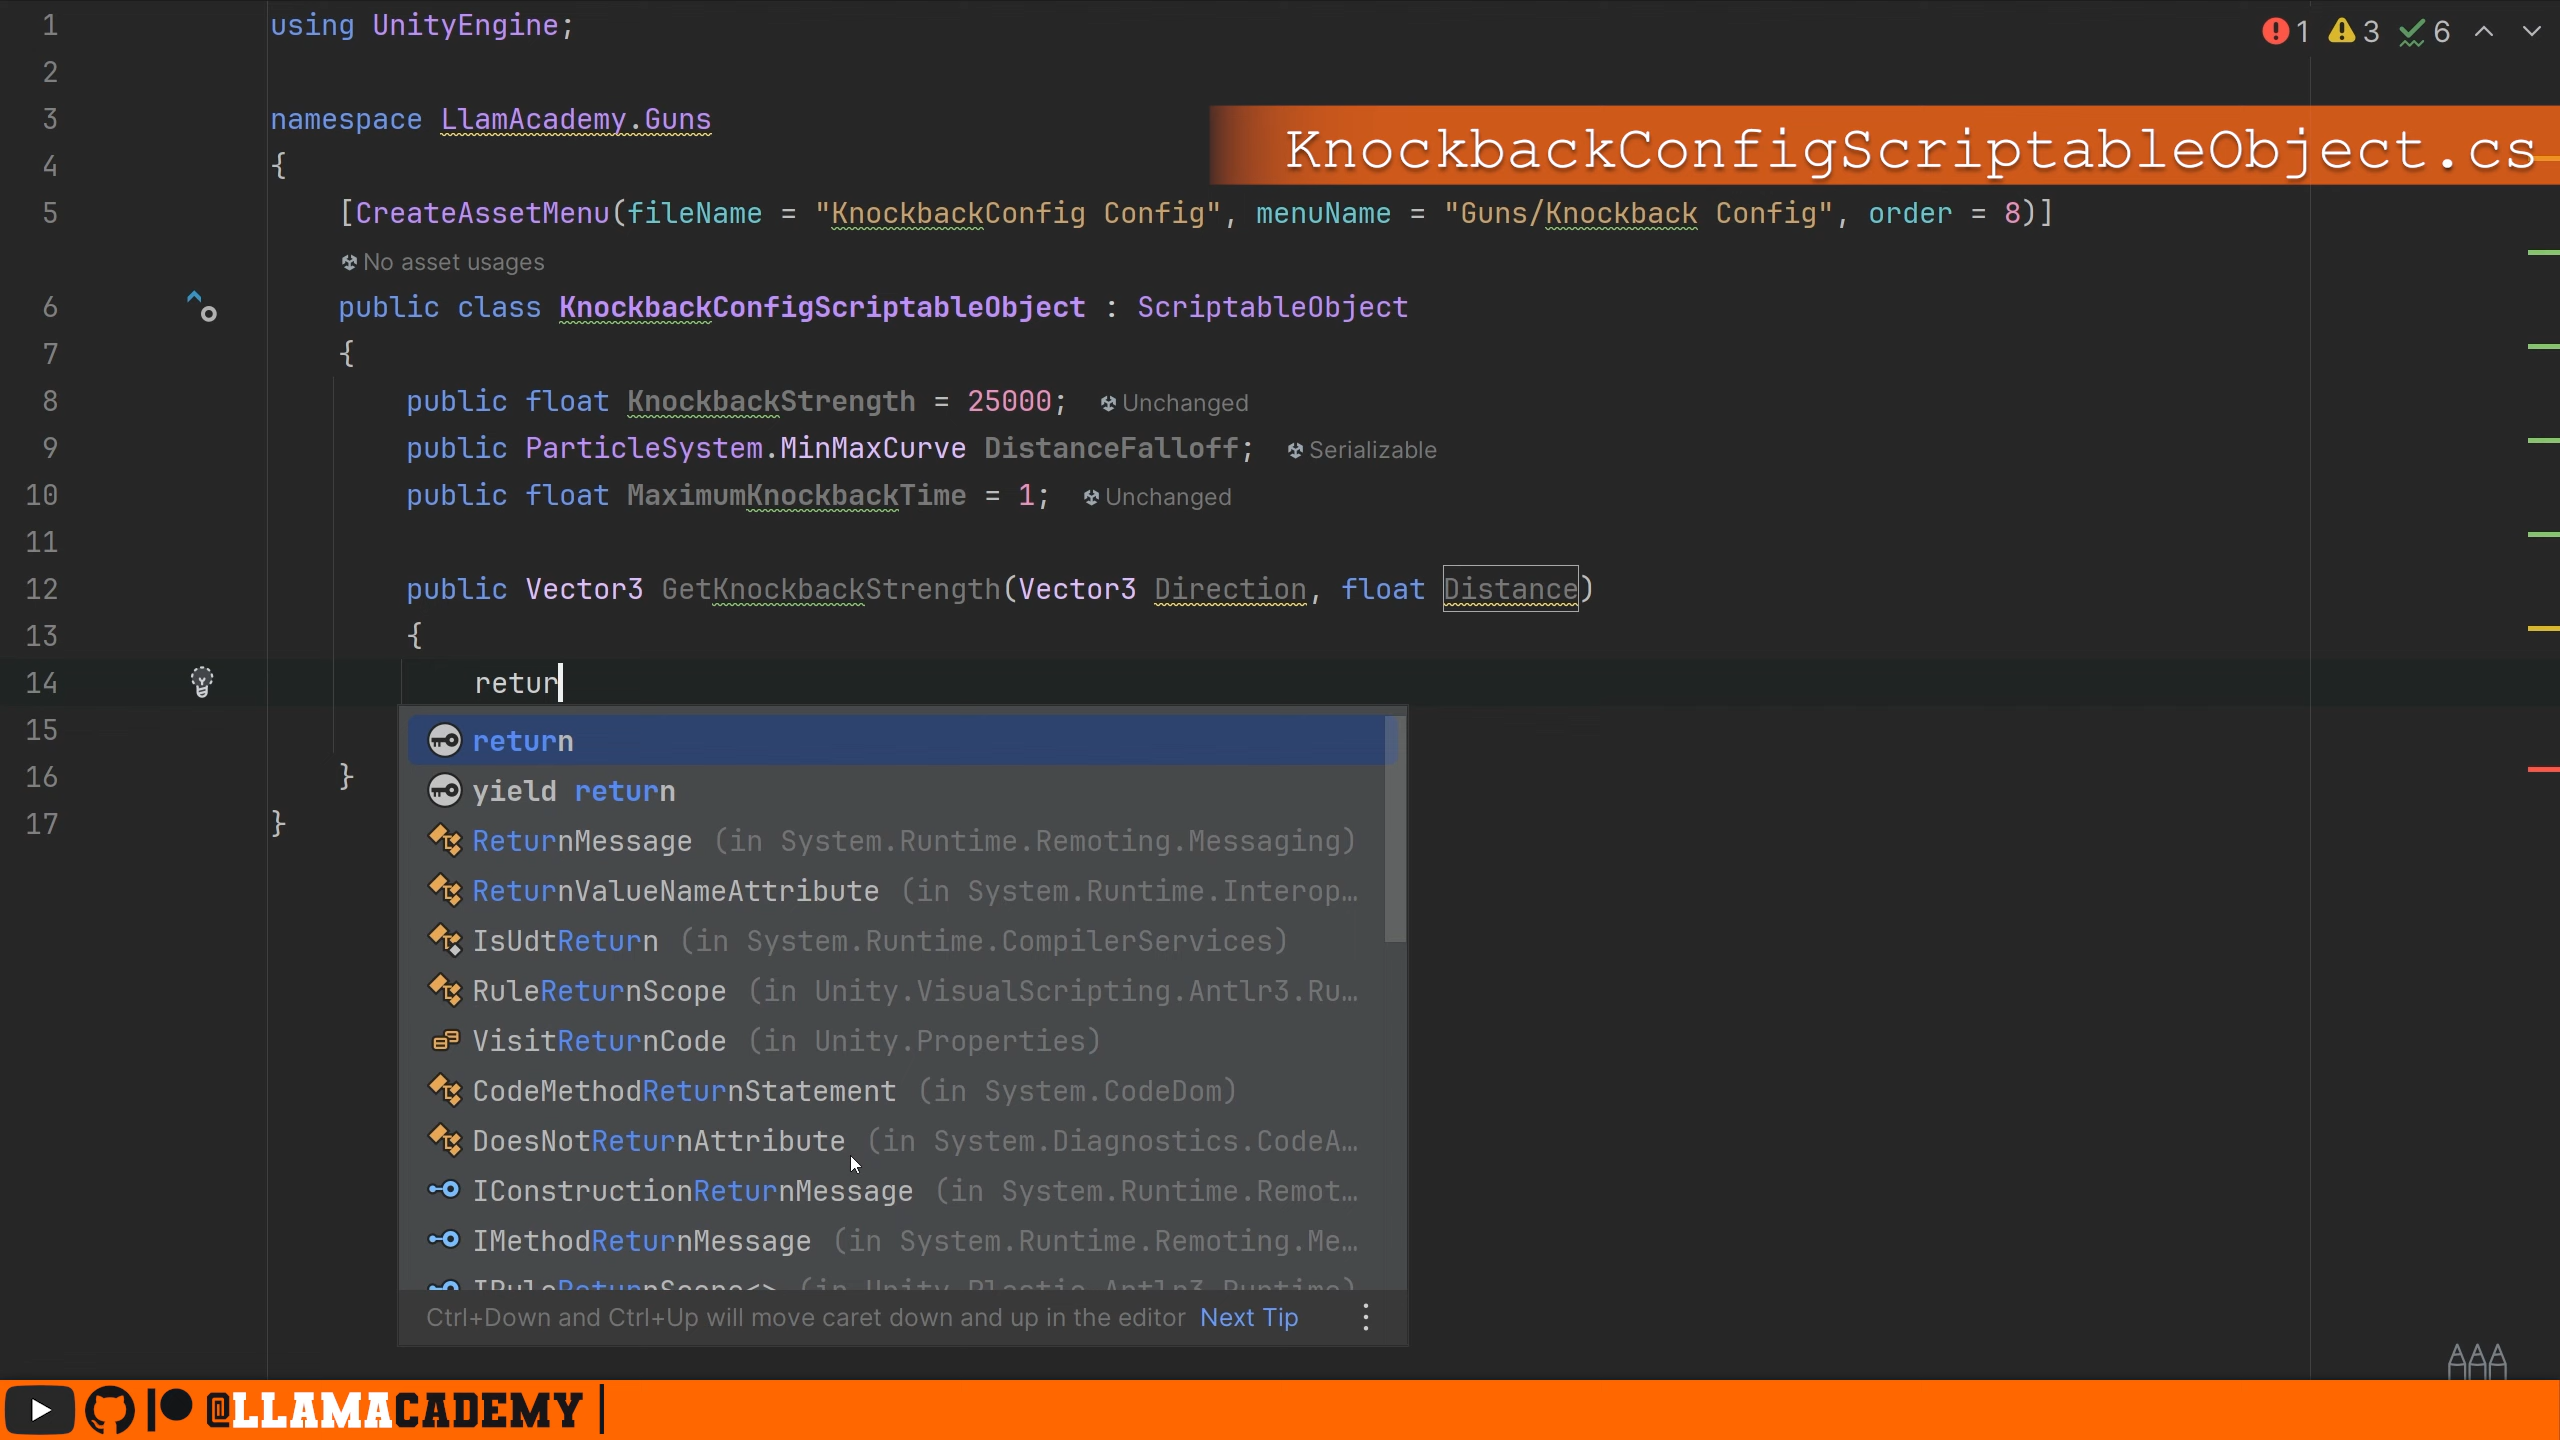 1 using UnityEngine;
2
3 namespace LlamAcademy.Guns
4 {
5 [CreateAssetMenu(fileName = "KnockbackConfig Config", menuName = "Guns/Knockback Config", order = 8)]
No asset usages
6 public class KnockbackConfigScriptableObject : ScriptableObject
7 {
8 public float KnockbackStrength = 25000; Unchanged
9 public ParticleSystem.MinMaxCurve DistanceFalloff; Serializable
10 public float MaximumKnockbackTime = 1; Unchanged
11
12 public Vector3 GetKnockbackStrength(Vector3 Direction, float Distance)
13 {
14 retur
15
16 }
17 }
1 3 6
KnockbackConfigScriptableObject.cs
return
yield return
ReturnMessage (in System.Runtime.Remoting.Messaging)
ReturnValueNameAttribute (in System.Runtime.Interop…
IsUdtReturn (in System.Runtime.CompilerServices)
RuleReturnScope (in Unity.VisualScripting.Antlr3.Ru…
VisitReturnCode (in Unity.Properties)
CodeMethodReturnStatement (in System.CodeDom)
DoesNotReturnAttribute (in System.Diagnostics.CodeA…
IConstructionReturnMessage (in System.Runtime.Remot…
IMethodReturnMessage (in System.Runtime.Remoting.Me…
IRuleReturnScope<> (in Unity.Plastic.Antlr3.Runtime)
Ctrl+Down and Ctrl+Up will move caret down and up in the editor Next Tip
@LLAMACADEMY